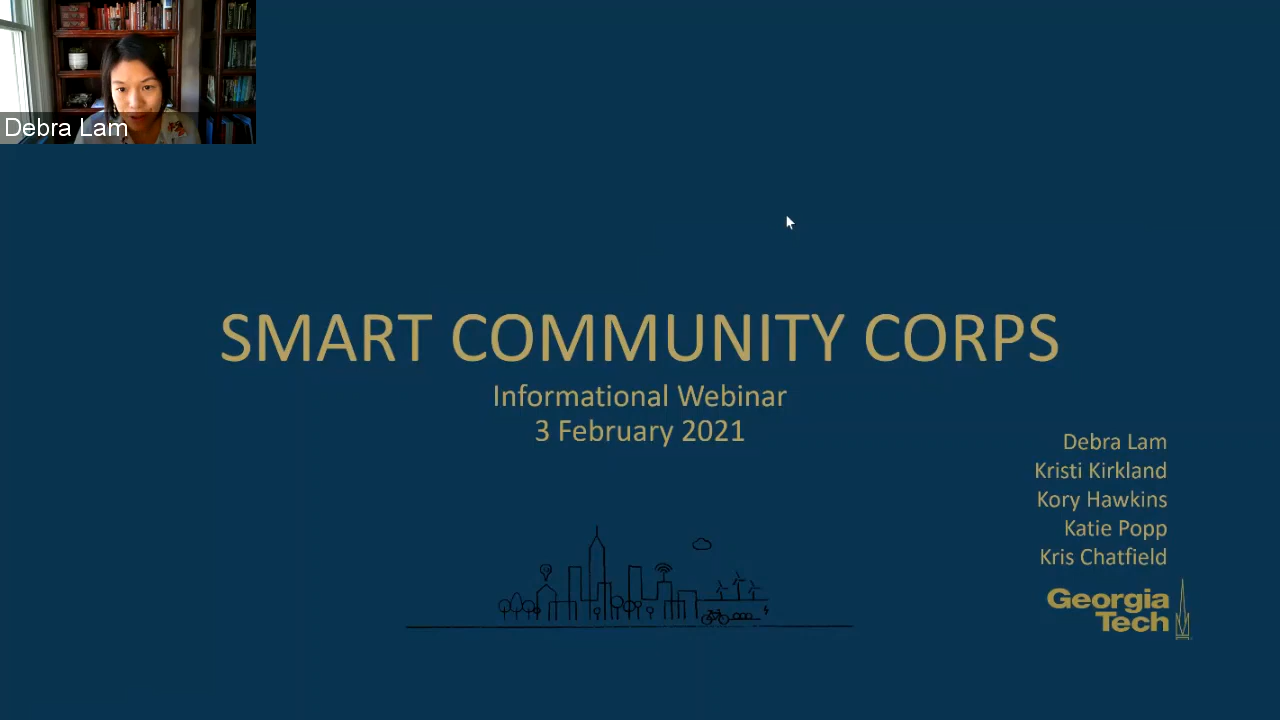 Debra Lam
SMART COMMUNITY CORPS
Informational Webinar
3 February 2021
Debra Lam
Kristi Kirkland
Kory Hawkins
Katie Popp
Kris Chatfield
Georgia
Tech